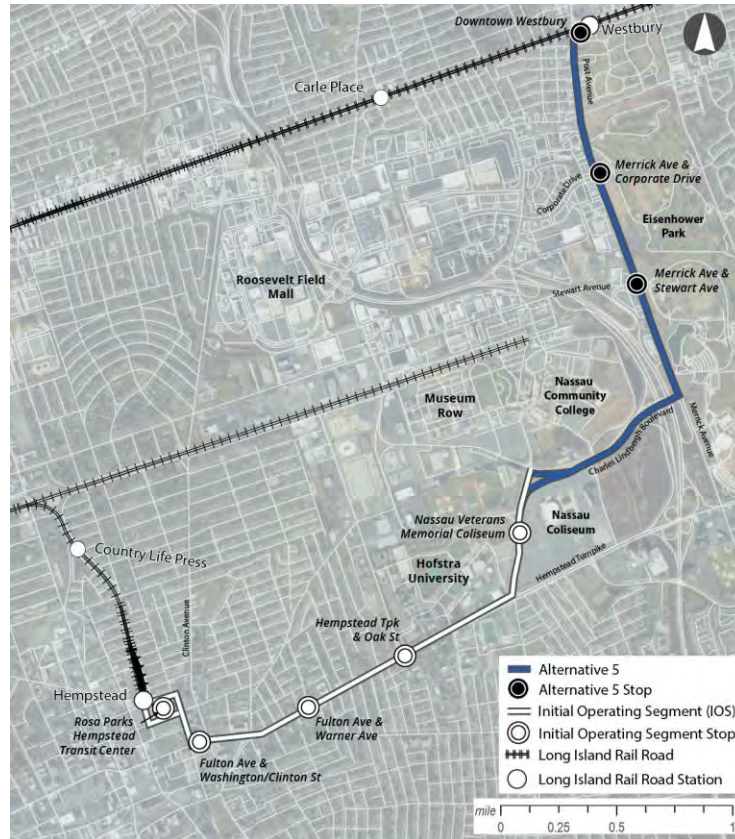 Downtown Westbury
Westbury
Post Avenue
Carle Place
Merrick Ave &
Corporate Drive
Corporate Drive
Eisenhower
Park
Roosevelt Field
Mall
Merrick Ave &
Stewart Ave
Stewart Avenue
Museum
Row
Nassau
Community
College
Merrick Avenue
Charles Lindbergh Boulevard
Nassau Veterans
Memorial Coliseum
Nassau
Coliseum
Country Life Press
Hofstra
University
Hempstead Turnpike
Clinton Avenue
Hempstead Tpk
& Oak St
Hempstead
Rosa Parks
Hempstead
Transit Center
Fulton Ave &
Warner Ave
Fulton Ave &
Washington/Clinton St
Alternative 5
Alternative 5 Stop
Initial Operating Segment (IOS)
Initial Operating Segment Stop
Long Island Rail Road
Long Island Rail Road Station
mile
0 0.25 0.5 1